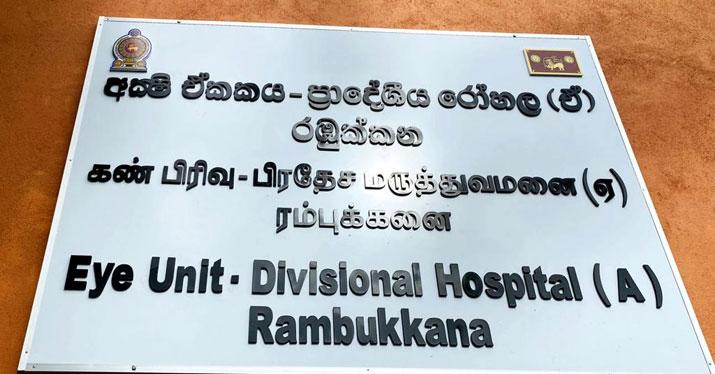 අක්ෂි ඒකකය - ප්‍රාදේශීය රෝහල (ඒ)
රඹුක්කන
கண் பிரிவு - பிரதேச மருத்துவமனை (ஏ)
ரம்புக்கனை
Eye Unit - Divisional Hospital ( A )
Rambukkana